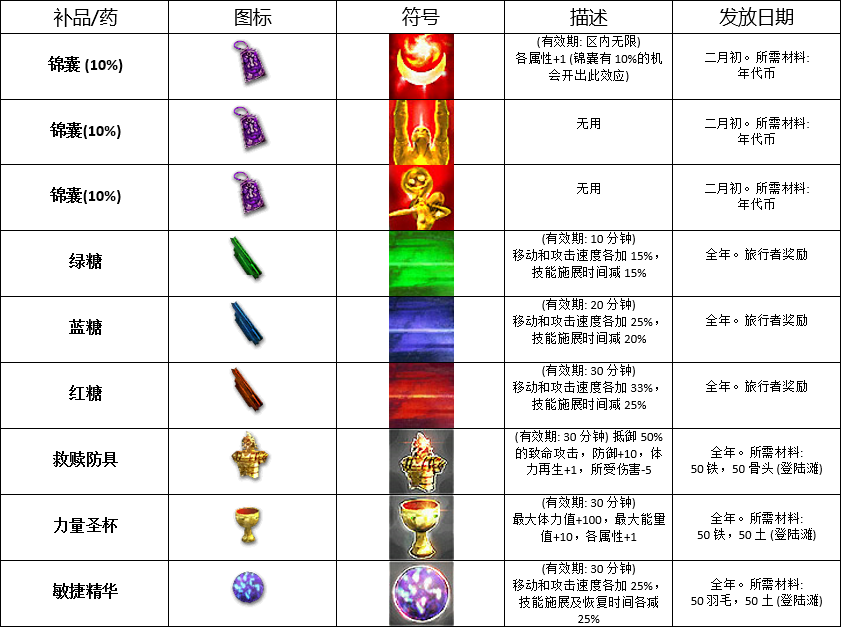 补品/药 图标 符号 描述 发放日期
锦囊 (10%)
(有效期: 区内无限)
各属性+1 (锦囊有 10%的机
会开出此效应)
二月初。所需材料:
年代币
锦囊(10%)
无用
二月初。所需材料:
年代币
锦囊(10%)
无用
二月初。所需材料:
年代币
绿糖
(有效期: 10 分钟)
移动和攻击速度各加 15%，
技能施展时间减 15%
全年。旅行者奖励
蓝糖
(有效期: 20 分钟)
移动和攻击速度各加 25%，
技能施展时间减 20%
全年。旅行者奖励
红糖
(有效期: 30 分钟)
移动和攻击速度各加 33%，
技能施展时间减 25%
全年。旅行者奖励
救赎防具
(有效期: 30 分钟) 抵御 50%
的致命攻击，防御+10，体
力再生+1，所受伤害-5
全年。所需材料:
50 铁，50 骨头 (登陆滩)
力量圣杯
(有效期: 30 分钟)
最大体力值+100，最大能量
值+10，各属性+1
全年。所需材料:
50 铁，50 土 (登陆滩)
敏捷精华
(有效期: 30 分钟)
移动和攻击速度各加 25%，
技能施展及恢复时间各减
25%
全年。所需材料:
50 羽毛，50 土 (登陆滩)